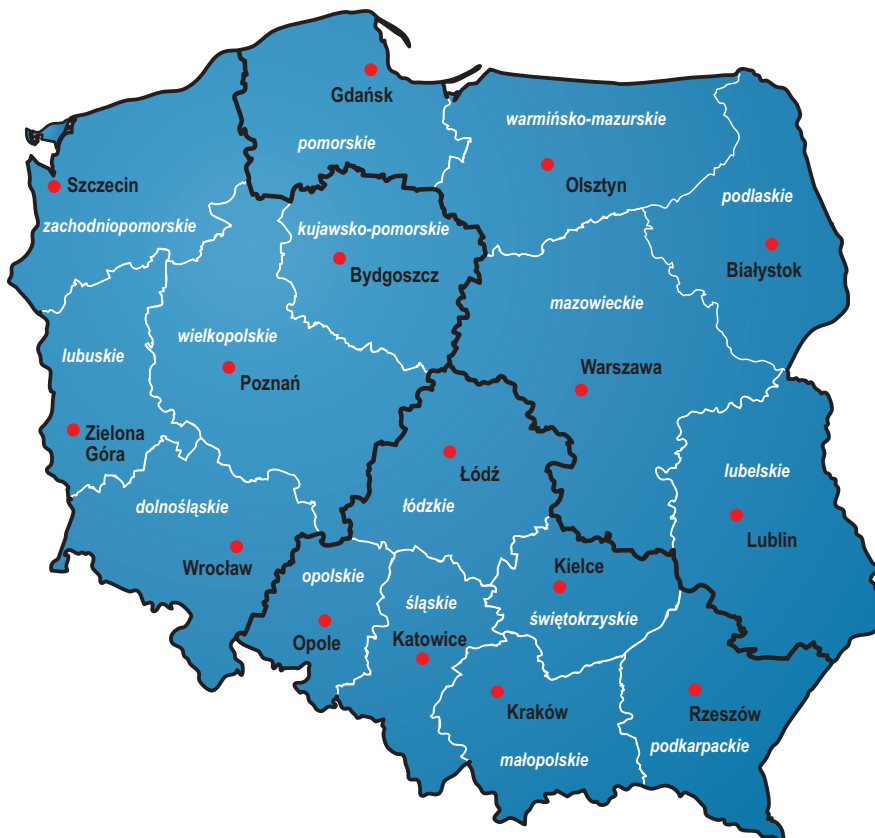 Gdańsk
warmińsko-mazurskie
pomorskie
Olsztyn
Szczecin
podlaskie
zachodniopomorskie
kujawsko-pomorskie
Białystok
Bydgoszcz
mazowieckie
wielkopolskie
lubuskie
Warszawa
Poznań
Zielona
Góra
Łódź
lubelskie
dolnośląskie
łódzkie
Lublin
Wrocław
Kielce
opolskie
śląskie
świętokrzyskie
Opole
Katowice
Kraków
Rzeszów
podkarpackie
małopolskie